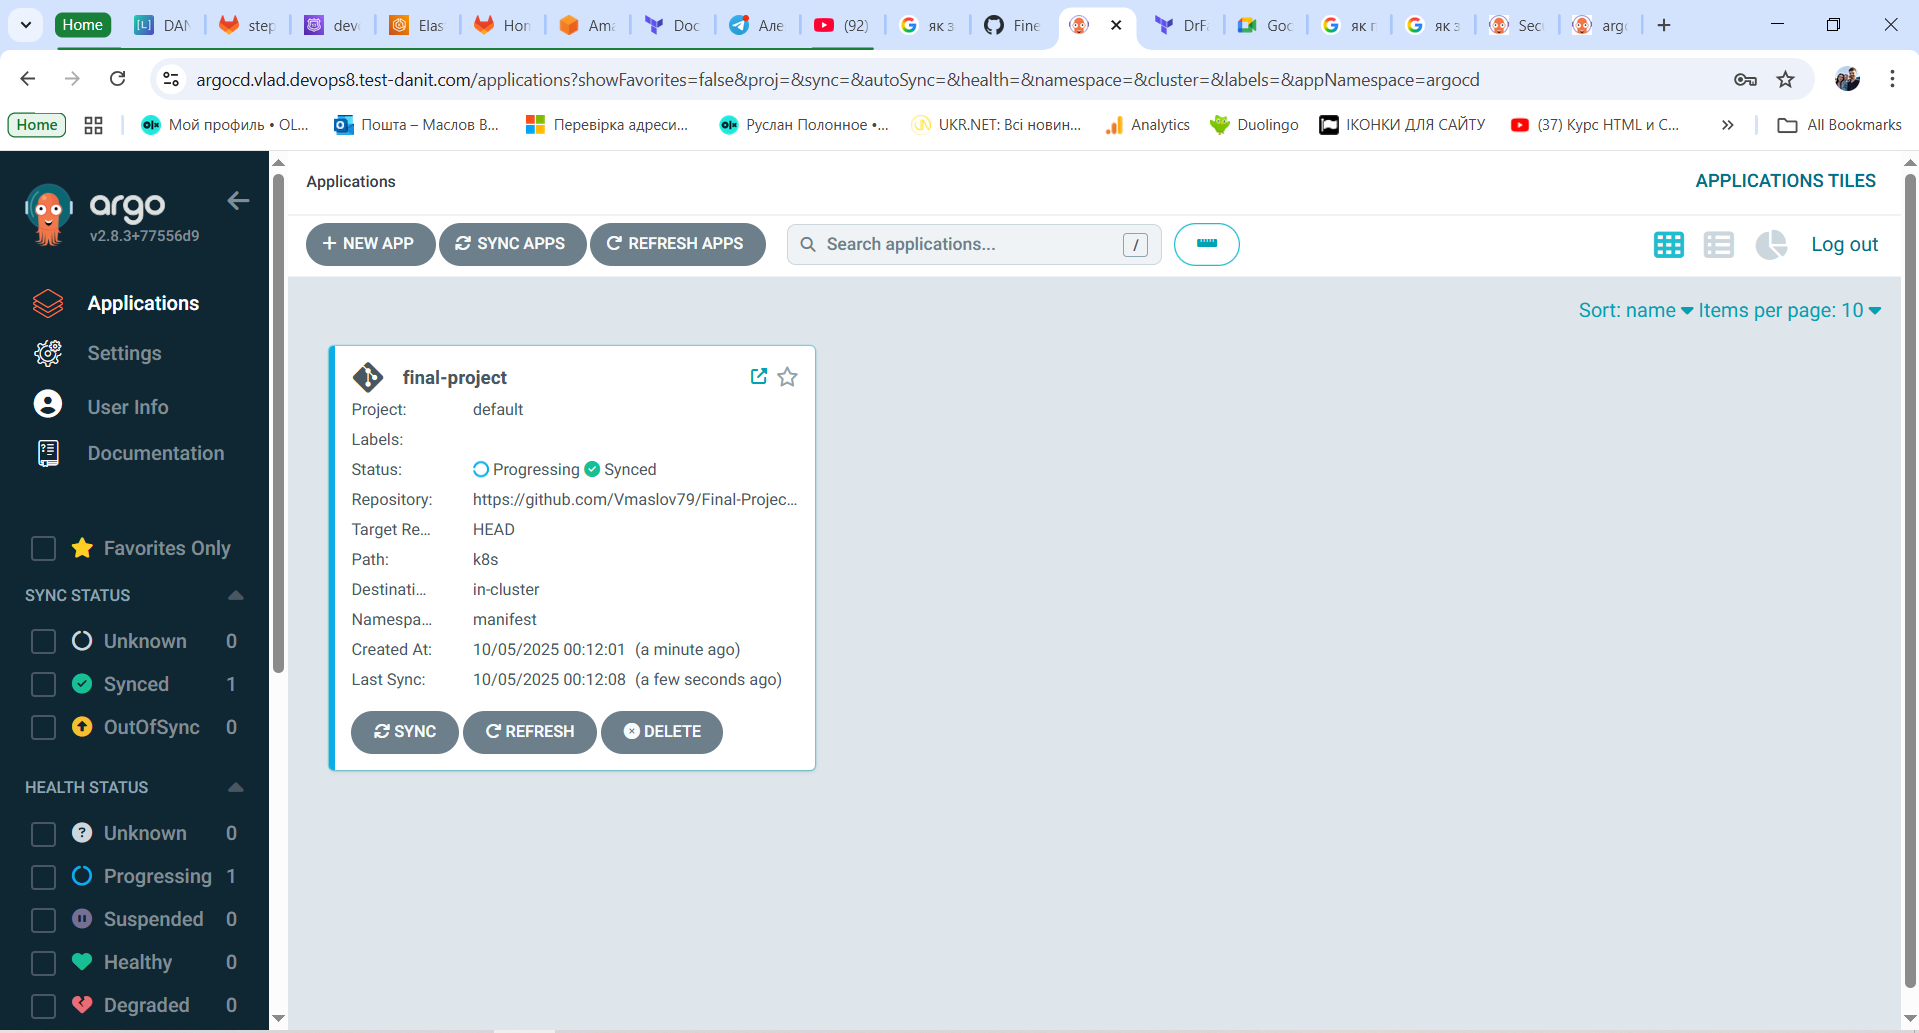 Home
DAN
step
deve
Elas
Hon
Ama
Doc
Але
(92)
як з
Fine
DrFa
Goc
як п
як з
Sec
argo
argocd.vlad.devops8.test-danit.com/applications?showFavorites=false&proj=&sync=&autoSync=&health=&namespace=&cluster=&labels=&appNamespace=argocd
Home
Мой профиль • OL...
Пошта – Маслов В...
Перевірка адреси...
Руслан Полонное •...
UKR.NET: Всі новин...
Analytics
Duolingo
ІКОНКИ ДЛЯ САЙТУ
(37) Курс HTML и C...
All Bookmarks
argo
v2.8.3+77556d9
Applications
Settings
User Info
Documentation
Favorites Only
SYNC STATUS
Unknown 0
Synced 1
OutOfSync 0
HEALTH STATUS
Unknown 0
Progressing 1
Suspended 0
Healthy 0
Degraded 0
Applications
APPLICATIONS TILES
+ NEW APP
SYNC APPS
REFRESH APPS
Search applications...
/
Log out
Sort: name
Items per page: 10
final-project
Project: default
Labels:
Status: Progressing Synced
Repository: https://github.com/Vmaslov79/Final-Projec...
Target Re... HEAD
Path: k8s
Destinati... in-cluster
Namespa... manifest
Created At: 10/05/2025 00:12:01 (a minute ago)
Last Sync: 10/05/2025 00:12:08 (a few seconds ago)
SYNC
REFRESH
DELETE